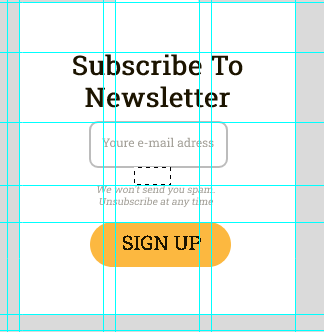 Subscribe To
Newsletter
Youre e-mail adress
We won't send you spam.
Unsubscribe at any time
SIGN UP